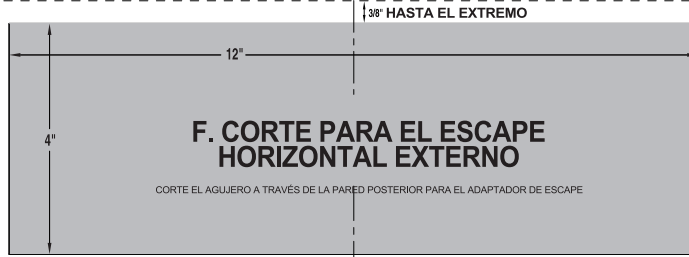 3/8" HASTA EL EXTREMO
12"
4"
F. CORTE PARA EL ESCAPE
HORIZONTAL EXTERNO
CORTE EL AGUJERO A TRAVÉS DE LA PARED POSTERIOR PARA EL ADAPTADOR DE ESCAPE